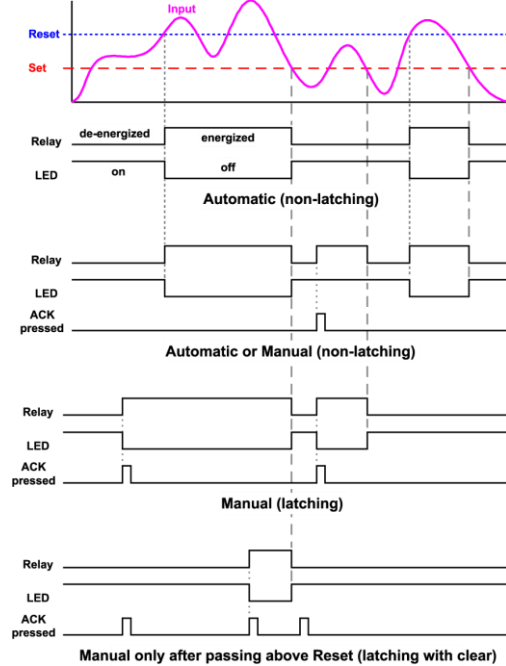 Input
Reset
Set
de-energized energized
Relay
LED
on off
Automatic (non-latching)
Relay
LED
ACK
pressed
Automatic or Manual (non-latching)
Relay
LED
ACK
pressed
Manual (latching)
Relay
LED
ACK
pressed
Manual only after passing above Reset (latching with clear)